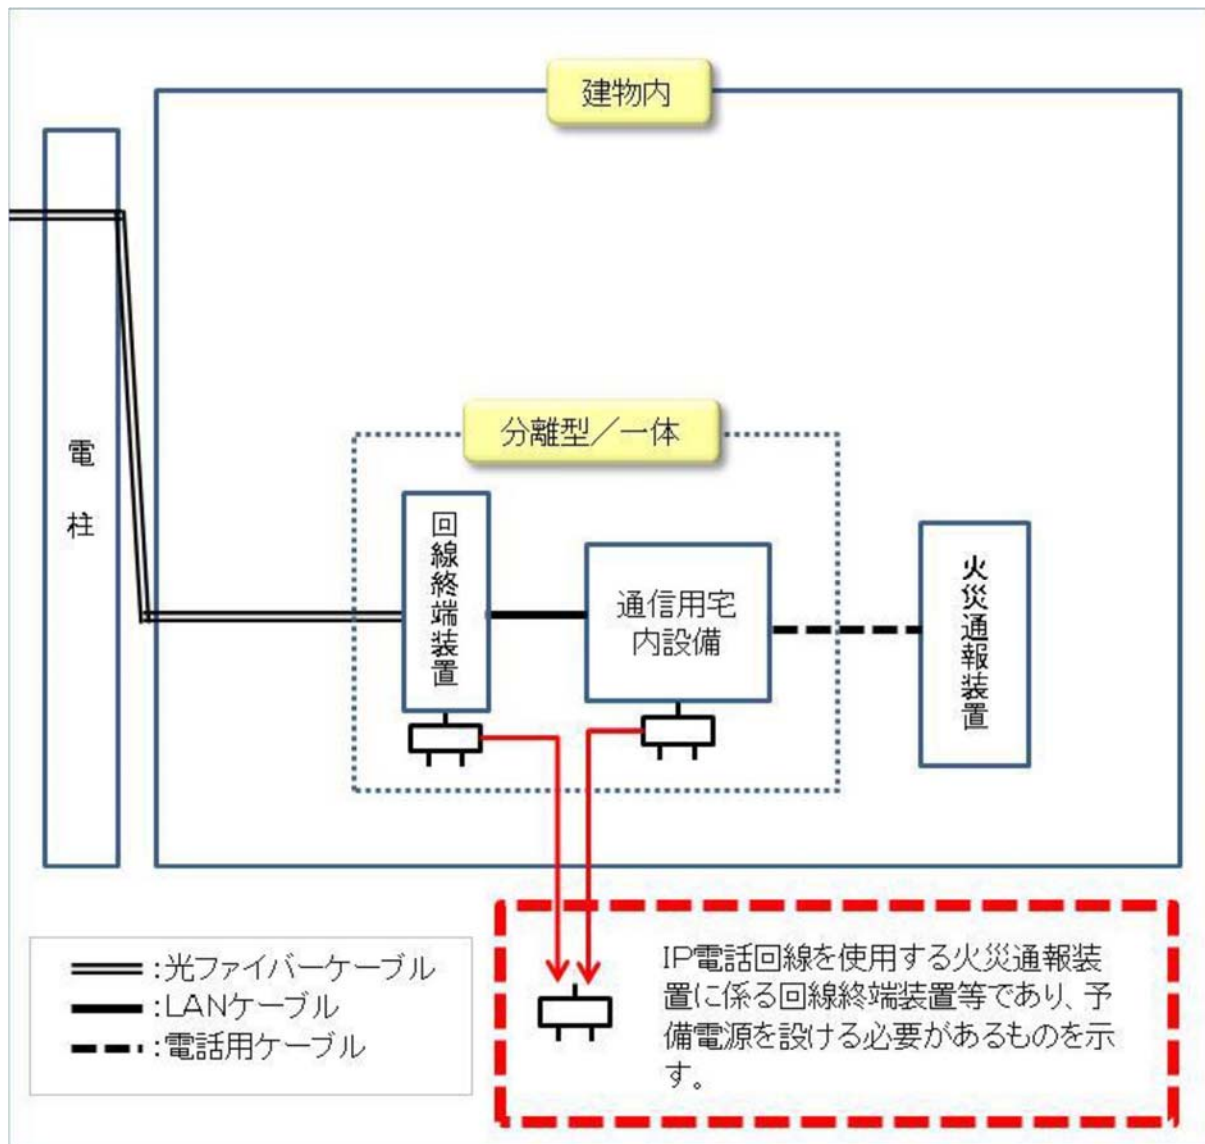 建物内
電柱
分離型／一体
回線終端装置
通信用宅
内設備
火災通報装置
:光ファイバーケーブル
:LANケーブル
:電話用ケーブル
IP電話回線を使用する火災通報装
置に係る回線終端装置等であり、予
備電源を設ける必要があるものを示
す。